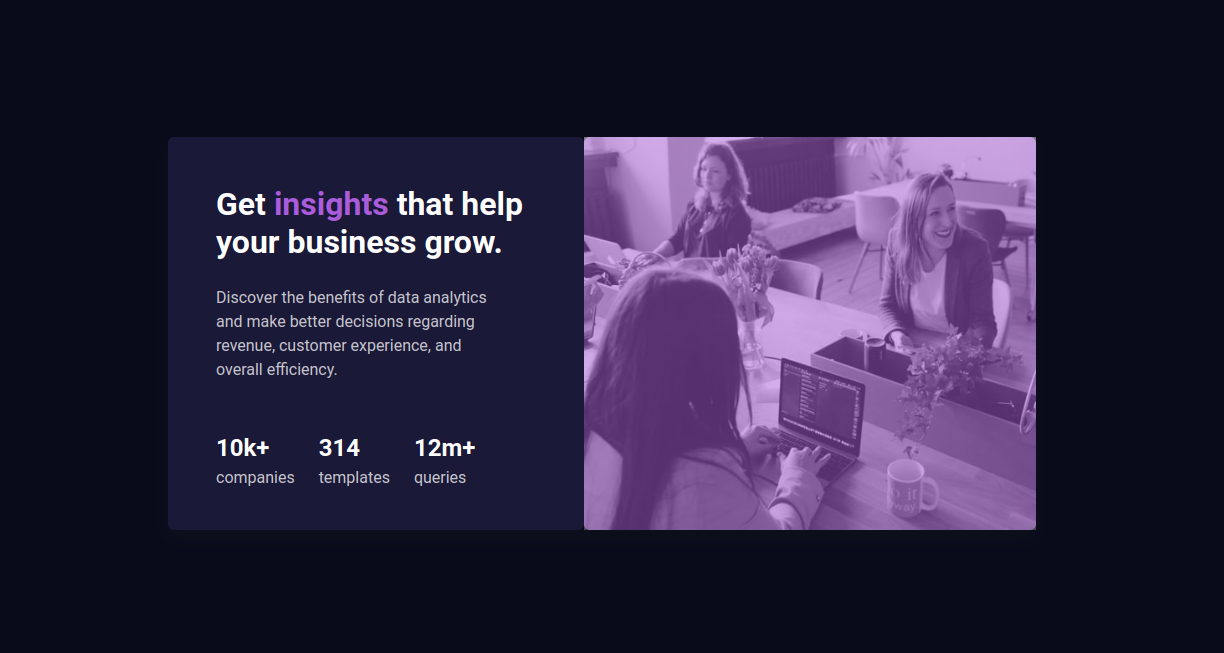 Get insights that help
your business grow.
Discover the benefits of data analytics
and make better decisions regarding
revenue, customer experience, and
overall efficiency.
10k+ 314 12m+
companies templates queries